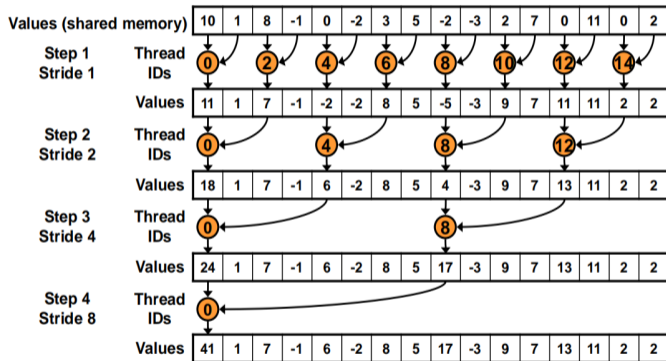 Values (shared memory) 10 1 8 -1 0 -2 3 5 -2 -3 2 7 0 11 0 2
Step 1 Thread
Stride 1 IDs
0 2 4 6 8 10 12 14
Values 11 1 7 -1 -2 -2 8 5 -5 -3 9 7 11 11 2 2
Step 2 Thread
Stride 2 IDs
0 4 8 12
Values 18 1 7 -1 6 -2 8 5 4 -3 9 7 13 11 2 2
Step 3 Thread
Stride 4 IDs
0 8
Values 24 1 7 -1 6 -2 8 5 17 -3 9 7 13 11 2 2
Step 4 Thread
Stride 8 IDs
0
Values 41 1 7 -1 6 -2 8 5 17 -3 9 7 13 11 2 2